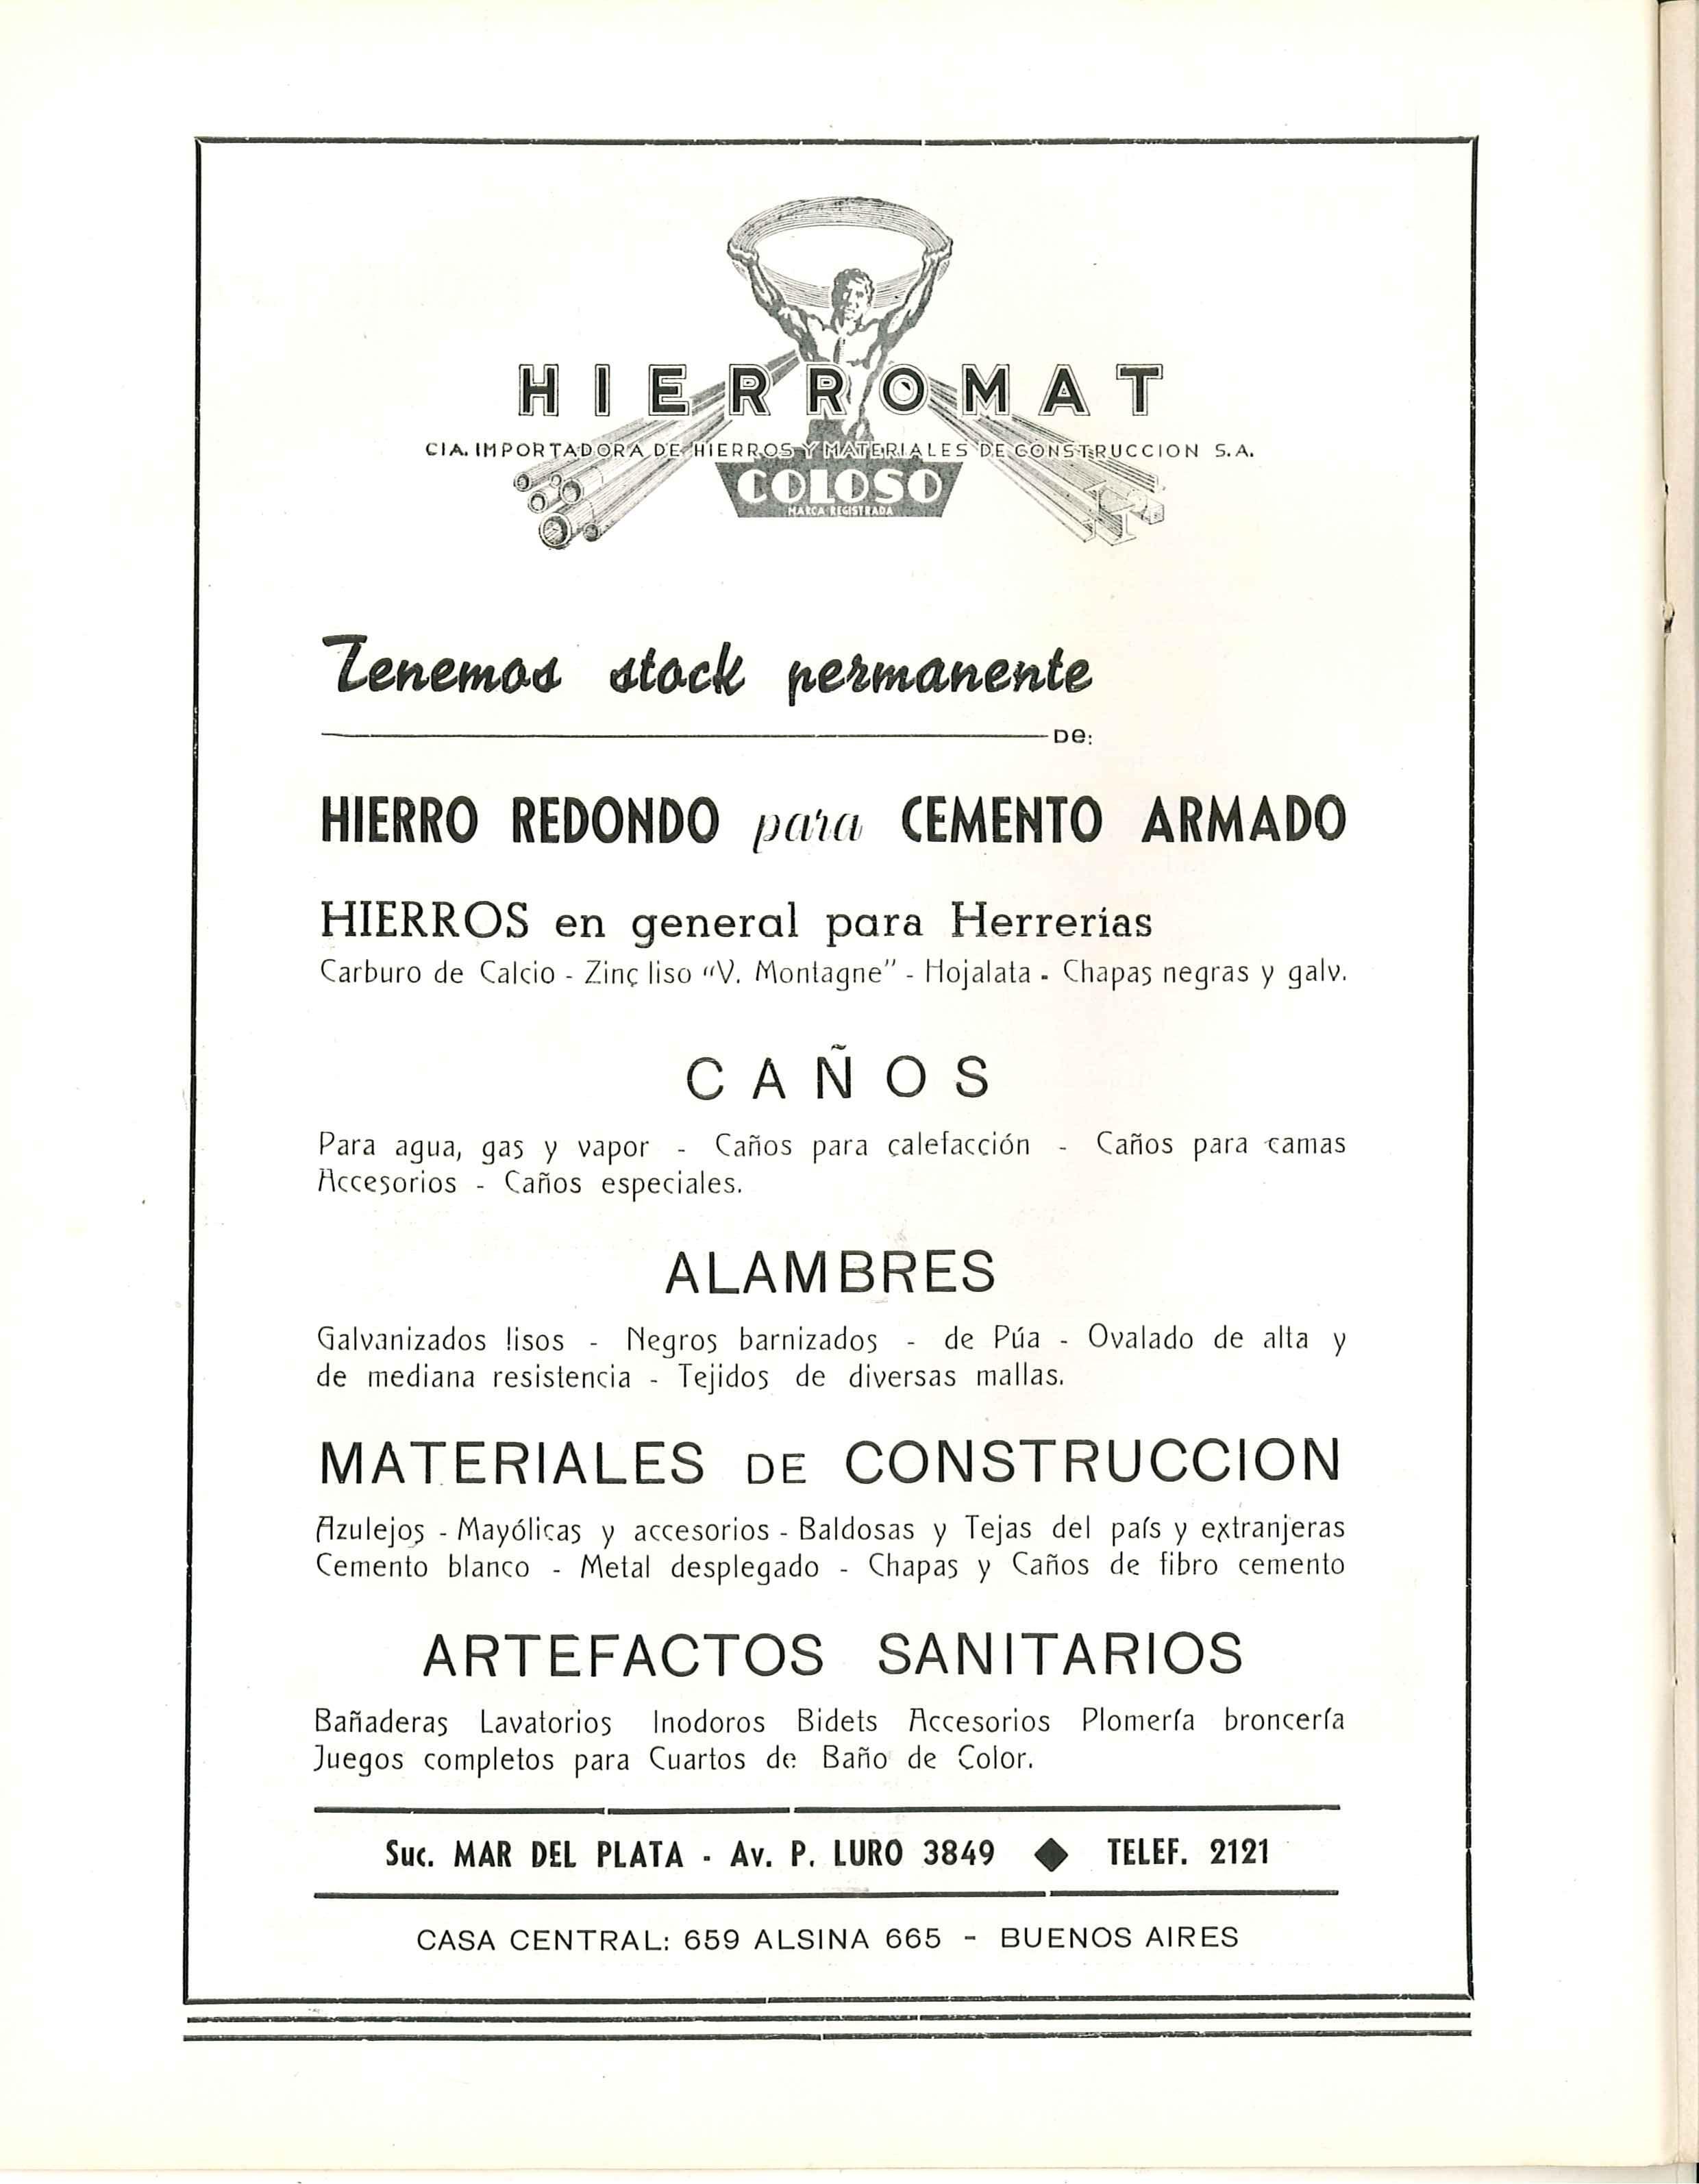 HIERROMAT
CIA. IMPORTADORA DE HIERROS Y MATERIALES DE CONSTRUCCION S.A.
COLOSO
MARCA REGISTRADA
Tenemos stock permanente
De:
HIERRO REDONDO para CEMENTO ARMADO
HIERROS en general para Herrerías
Carburo de Calcio - Zinç liso "V. Montagne" - Hojalata - Chapas negras y galv.
CAÑOS
Para agua, gas y vapor - Caños para calefacción - Caños para camas
Accesorios - Caños especiales.
ALAMBRES
Galvanizados lisos - Negros barnizados - de Púa - Ovalado de alta y
de mediana resistencia - Tejidos de diversas mallas.
MATERIALES DE CONSTRUCCION
Azulejos - Mayólicas y accesorios - Baldosas y Tejas del país y extranjeras
Cemento blanco - Metal desplegado - Chapas y Caños de fibro cemento
ARTEFACTOS SANITARIOS
Bañaderas Lavatorios Inodoros Bidets Accesorios Plomería broncería
Juegos completos para Cuartos de Baño de Color.
Suc. MAR DEL PLATA - Av. P. LURO 3849 ◆ TELEF. 2121
CASA CENTRAL: 659 ALSINA 665 - BUENOS AIRES